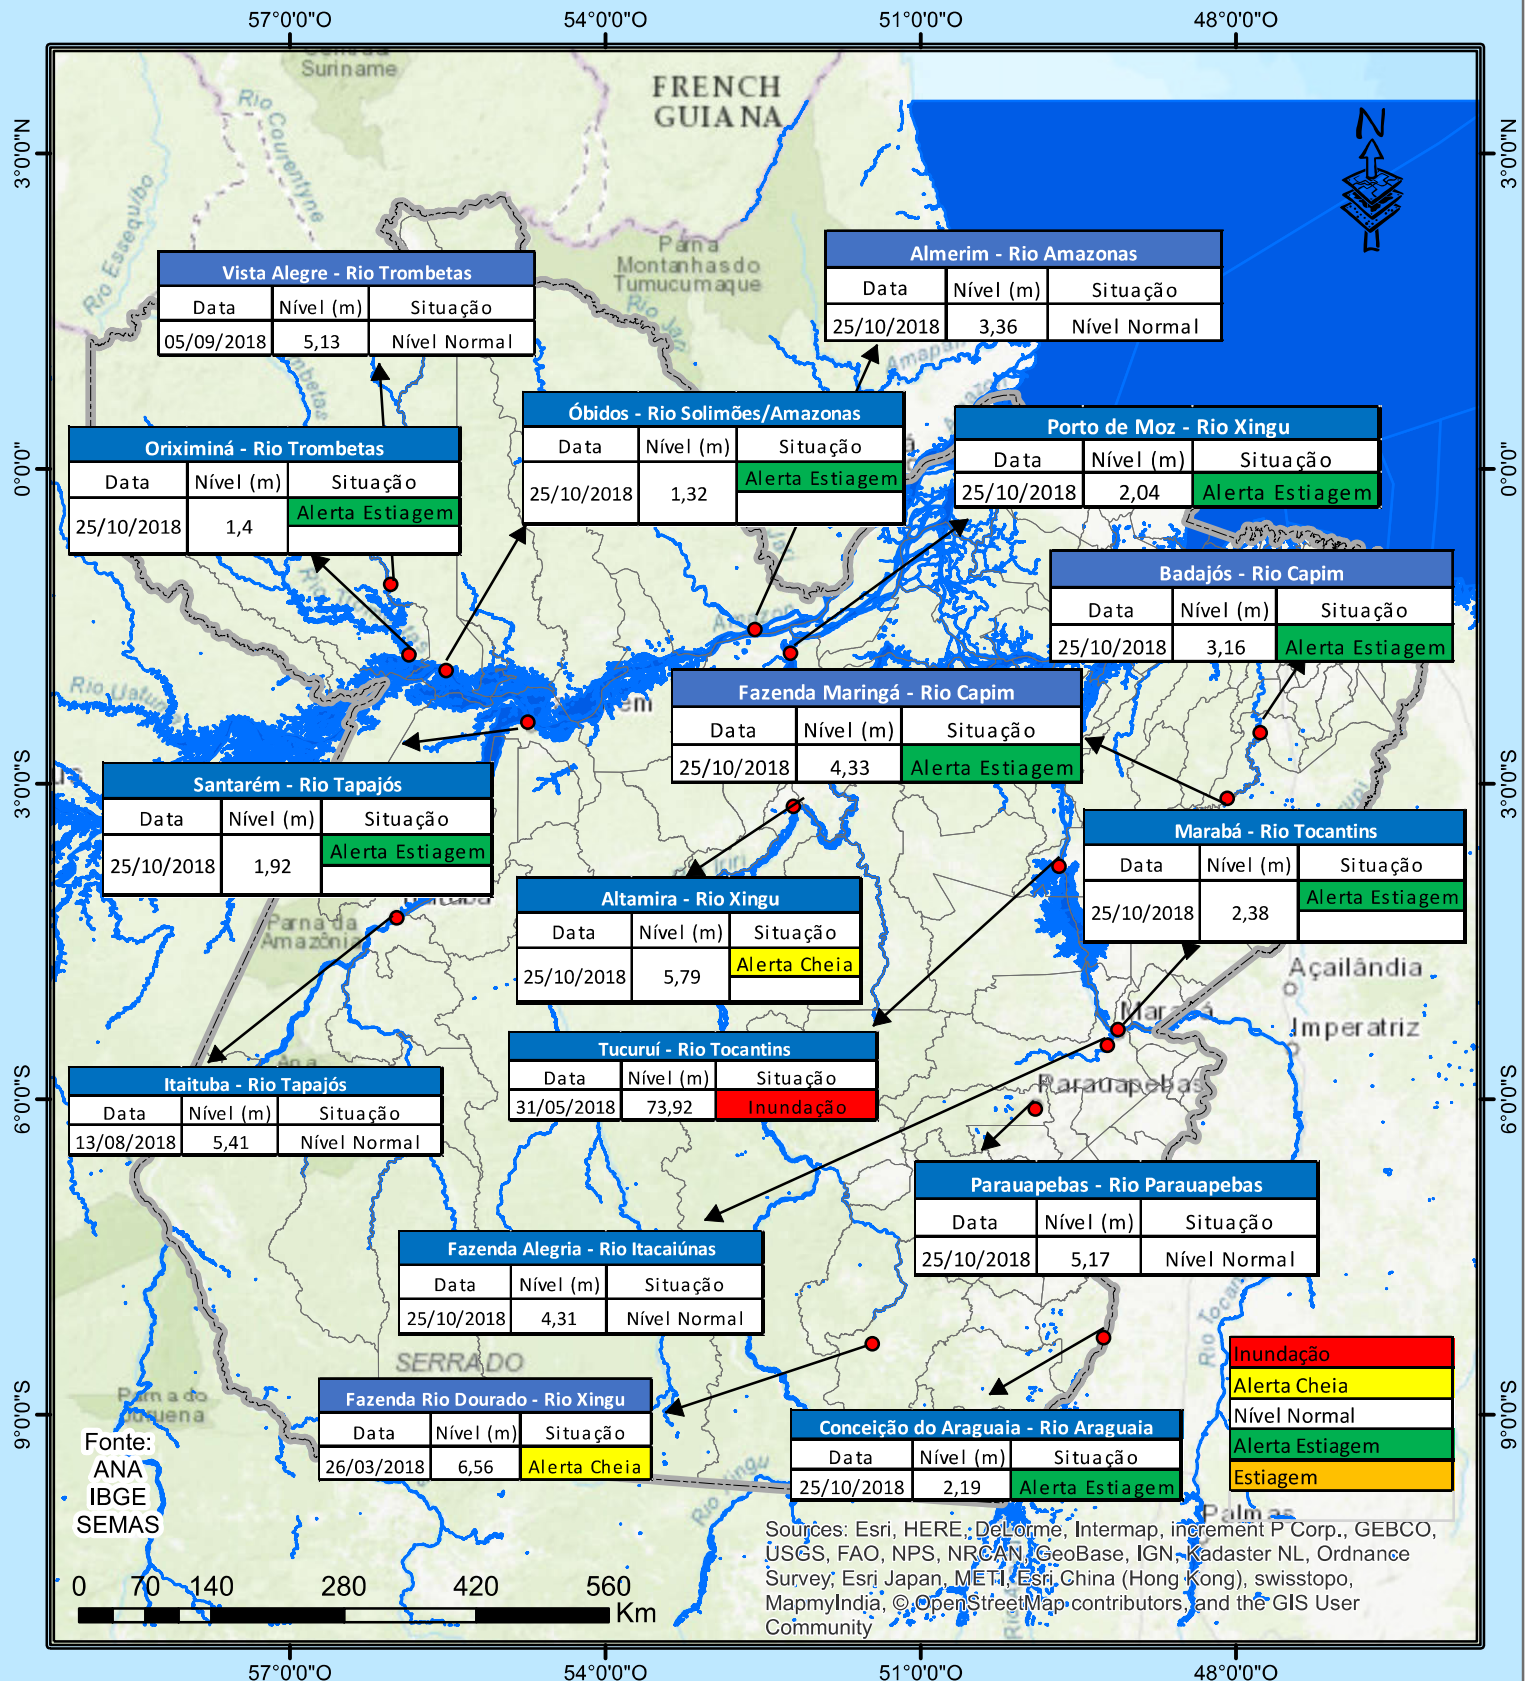 57°0'0"O 54°0'0"O 51°0'0"O 48°0'0"O
Suriname
FRENCH
GUIANA
Rio Courentyne
Rio Essequibo
3°0'0"N
3°0'0"N
N
Montanhas do
Tumucumaque
Vista Alegre - Rio Trombetas
Data Nível (m) Situação
05/09/2018 5,13 Nível Normal
Almerim - Rio Amazonas
Data Nível (m) Situação
25/10/2018 3,36 Nível Normal
Óbidos - Rio Solimões/Amazonas
Data Nível (m) Situação
25/10/2018 1,32 Alerta Estiagem
Oriximiná - Rio Trombetas
Data Nível (m) Situação
25/10/2018 1,4 Alerta Estiagem
Porto de Moz - Rio Xingu
Data Nível (m) Situação
25/10/2018 2,04 Alerta Estiagem
0°0'0"
0°0'0"
Badajós - Rio Capim
Data Nível (m) Situação
25/10/2018 3,16 Alerta Estiagem
Fazenda Maringá - Rio Capim
Data Nível (m) Situação
25/10/2018 4,33 Alerta Estiagem
Santarém - Rio Tapajós
Data Nível (m) Situação
25/10/2018 1,92 Alerta Estiagem
3°0'0"S
3°0'0"S
Marabá - Rio Tocantins
Data Nível (m) Situação
25/10/2018 2,38 Alerta Estiagem
Iriri
Altamira - Rio Xingu
Data Nível (m) Situação
25/10/2018 5,79 Alerta Cheia
Parna da
Amazônia
Açailândia
Imperatriz
Marabá
Parauapebas
Tucuruí - Rio Tocantins
Data Nível (m) Situação
31/05/2018 73,92 Inundação
Itaituba - Rio Tapajós
Data Nível (m) Situação
13/08/2018 5,41 Nível Normal
6°0'0"S
6°0'0"S
Parauapebas - Rio Parauapebas
Data Nível (m) Situação
25/10/2018 5,17 Nível Normal
Fazenda Alegria - Rio Itacaiúnas
Data Nível (m) Situação
25/10/2018 4,31 Nível Normal
SERRA DO
Fazenda Rio Dourado - Rio Xingu
Data Nível (m) Situação
26/03/2018 6,56 Alerta Cheia
Conceição do Araguaia - Rio Araguaia
Data Nível (m) Situação
25/10/2018 2,19 Alerta Estiagem
Inundação
Alerta Cheia
Nível Normal
Alerta Estiagem
Estiagem
9°0'0"S
9°0'0"S
Rio Xingu
Palmas
Fonte:
ANA
IBGE
SEMAS
0 70 140 280 420 560
Km
Sources: Esri, HERE, DeLorme, Intermap, increment P Corp., GEBCO,
USGS, FAO, NPS, NRCAN, GeoBase, IGN, Kadaster NL, Ordnance
Survey, Esri Japan, METI, Esri China (Hong Kong), swisstopo,
MapmyIndia, © OpenStreetMap contributors, and the GIS User
Community
57°0'0"O 54°0'0"O 51°0'0"O 48°0'0"O